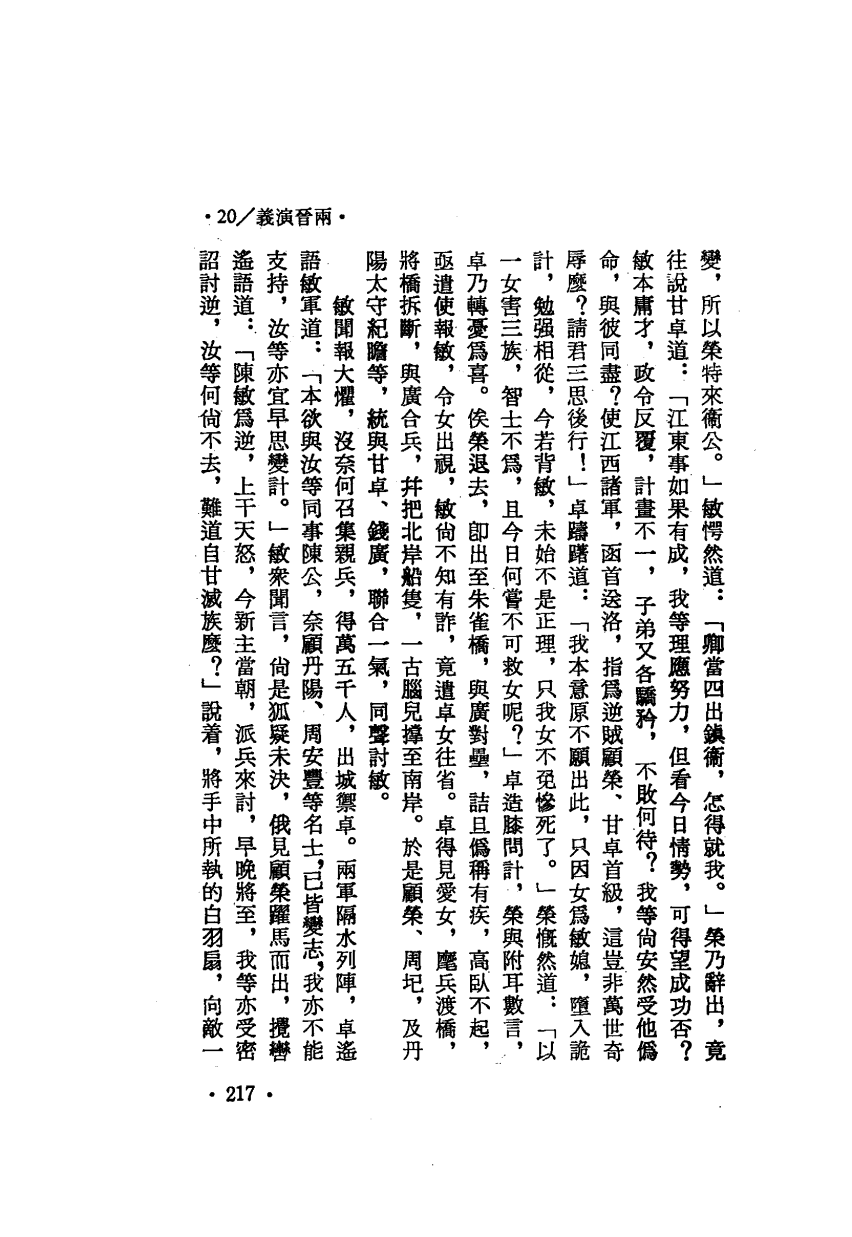 •20／義演晉兩•
變，所以榮特來衞公。」敏愕然道：「卿當四出鎮衞，怎得就我。」榮乃辭出，竟
往説甘卓道：「江東事如果有成，我等理應努力，但看今日情勢，可得望成功否？
敏本庸才，政令反覆，計畫不一，子弟又各驕矜，不敗何待？我等尚安然受他僞
命，與彼同盡？使江西諸軍，函首送洛，指爲逆賊顧榮、甘卓首級，這豈非萬世奇
辱麼？請君三思後行！」卓躊躇道：「我本意原不願出此，只因女爲敏媳，墮入詭
計，勉强相從，今若背敏，未始不是正理，只我女不免慘死了。」榮慨然道：「以
一女害三族，智士不爲，且今日何嘗不可救女呢？」卓造膝問計，榮與附耳數言，
卓乃轉憂爲喜。俟榮退去，卽出至朱雀橋，與廣對壘，詰旦僞稱有疾，高臥不起，
亟遣使報敏，令女出視，敏尚不知有詐，竟遣卓女往省。卓得見愛女，麾兵渡橋，
將橋拆斷，與廣合兵，幷把北岸船隻，一古腦兒撐至南岸。於是顧榮、周玘，及丹
陽太守紀瞻等，統與甘卓、錢廣，聯合一氣，同聲討敏。
敏聞報大懼，沒奈何召集親兵，得萬五千人，出城禦卓。兩軍隔水列陣，卓遙
語敏軍道：「本欲與汝等同事陳公，奈顧丹陽、周安豐等名士，已皆變志，我亦不能
支持，汝等亦宜早思變計。」敏衆聞言，尚是狐疑未決，俄見顧榮躍馬而出，攬轡
遙語道：「陳敏爲逆，上干天怒，今新主當朝，派兵來討，早晚將至，我等亦受密
詔討逆，汝等何尚不去，難道自甘滅族麼？」説着，將手中所執的白羽扇，向敵一
•217•